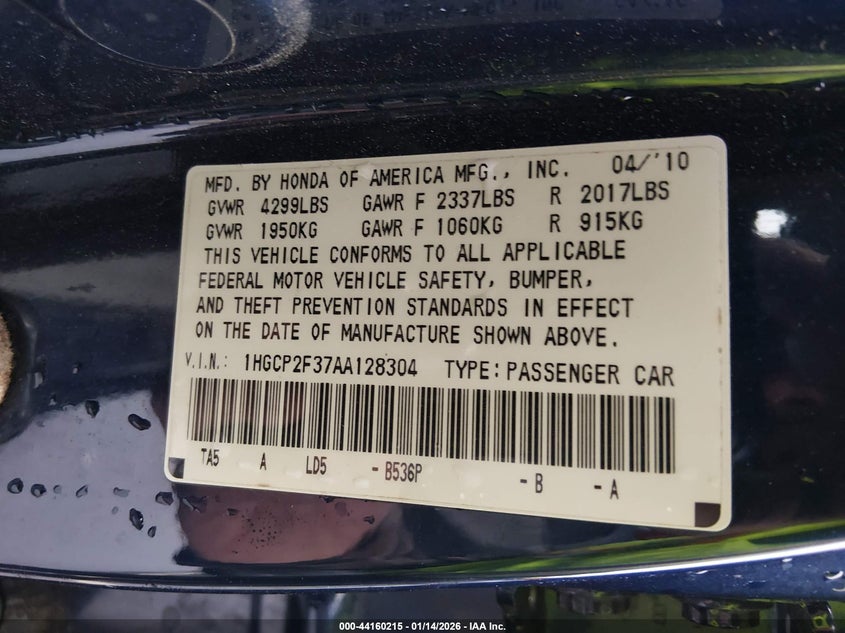 MFD. BY HONDA OF AMERICA MFG., INC. 04/'10
GVWR 4299LBS GAWR F 2337LBS R 2017LBS
GVWR 1950KG GAWR F 1060KG R 915KG
THIS VEHICLE CONFORMS TO ALL APPLICABLE
FEDERAL MOTOR VEHICLE SAFETY, BUMPER,
AND THEFT PREVENTION STANDARDS IN EFFECT
ON THE DATE OF MANUFACTURE SHOWN ABOVE.
V.I.N.: 1HGCP2F37AA128304 TYPE: PASSENGER CAR
TA5 A LD5 - B536P - B - A
000-44160215 - 01/14/2026 - IAA Inc.